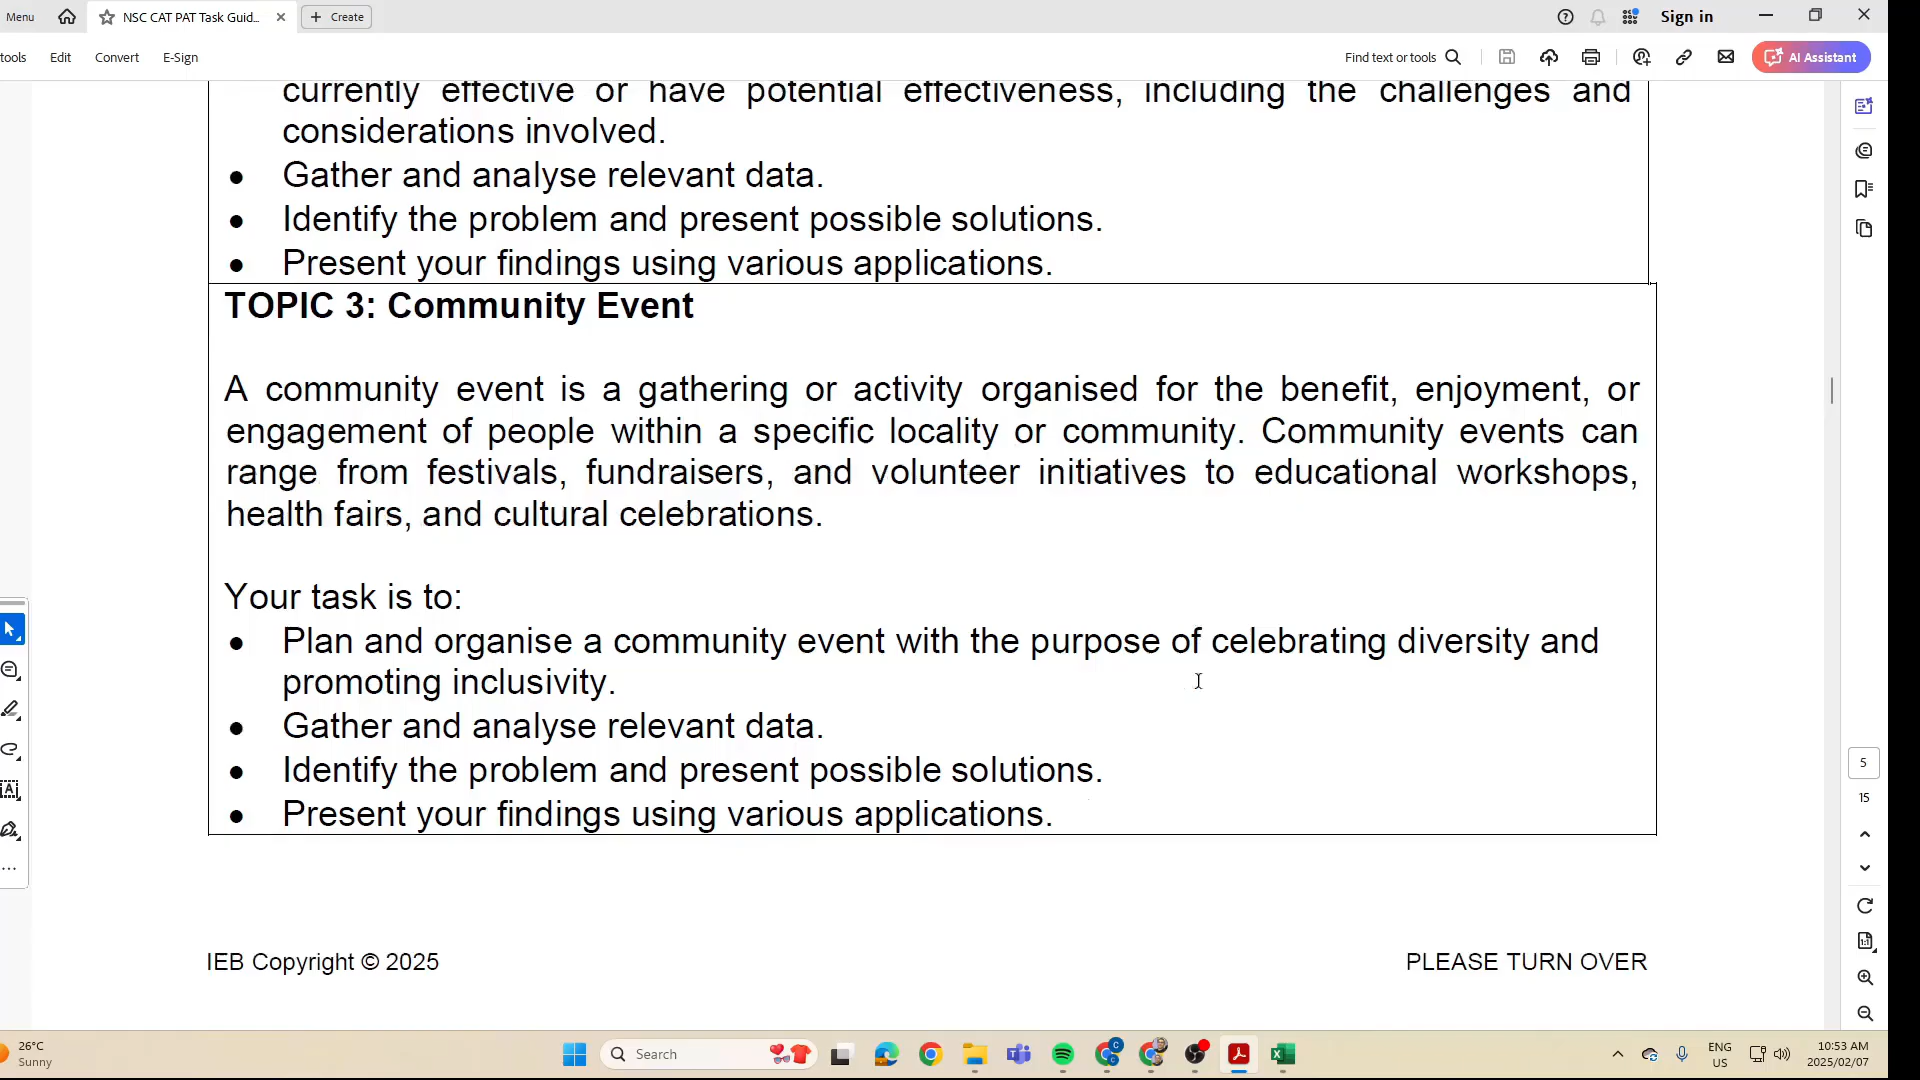 Menu
NSC CAT PAT Task Guid...
Create
Sign in
tools
Edit
Convert
E-Sign
Find text or tools
AI Assistant
currently effective or have potential effectiveness, including the challenges and
considerations involved.
• Gather and analyse relevant data.
• Identify the problem and present possible solutions.
• Present your findings using various applications.
TOPIC 3: Community Event
A community event is a gathering or activity organised for the benefit, enjoyment, or
engagement of people within a specific locality or community. Community events can
range from festivals, fundraisers, and volunteer initiatives to educational workshops,
health fairs, and cultural celebrations.
Your task is to:
• Plan and organise a community event with the purpose of celebrating diversity and
promoting inclusivity.
• Gather and analyse relevant data.
• Identify the problem and present possible solutions.
• Present your findings using various applications.
5
15
IEB Copyright © 2025
PLEASE TURN OVER
26°C
Sunny
Search
ENG
US
10:53 AM
2025/02/07